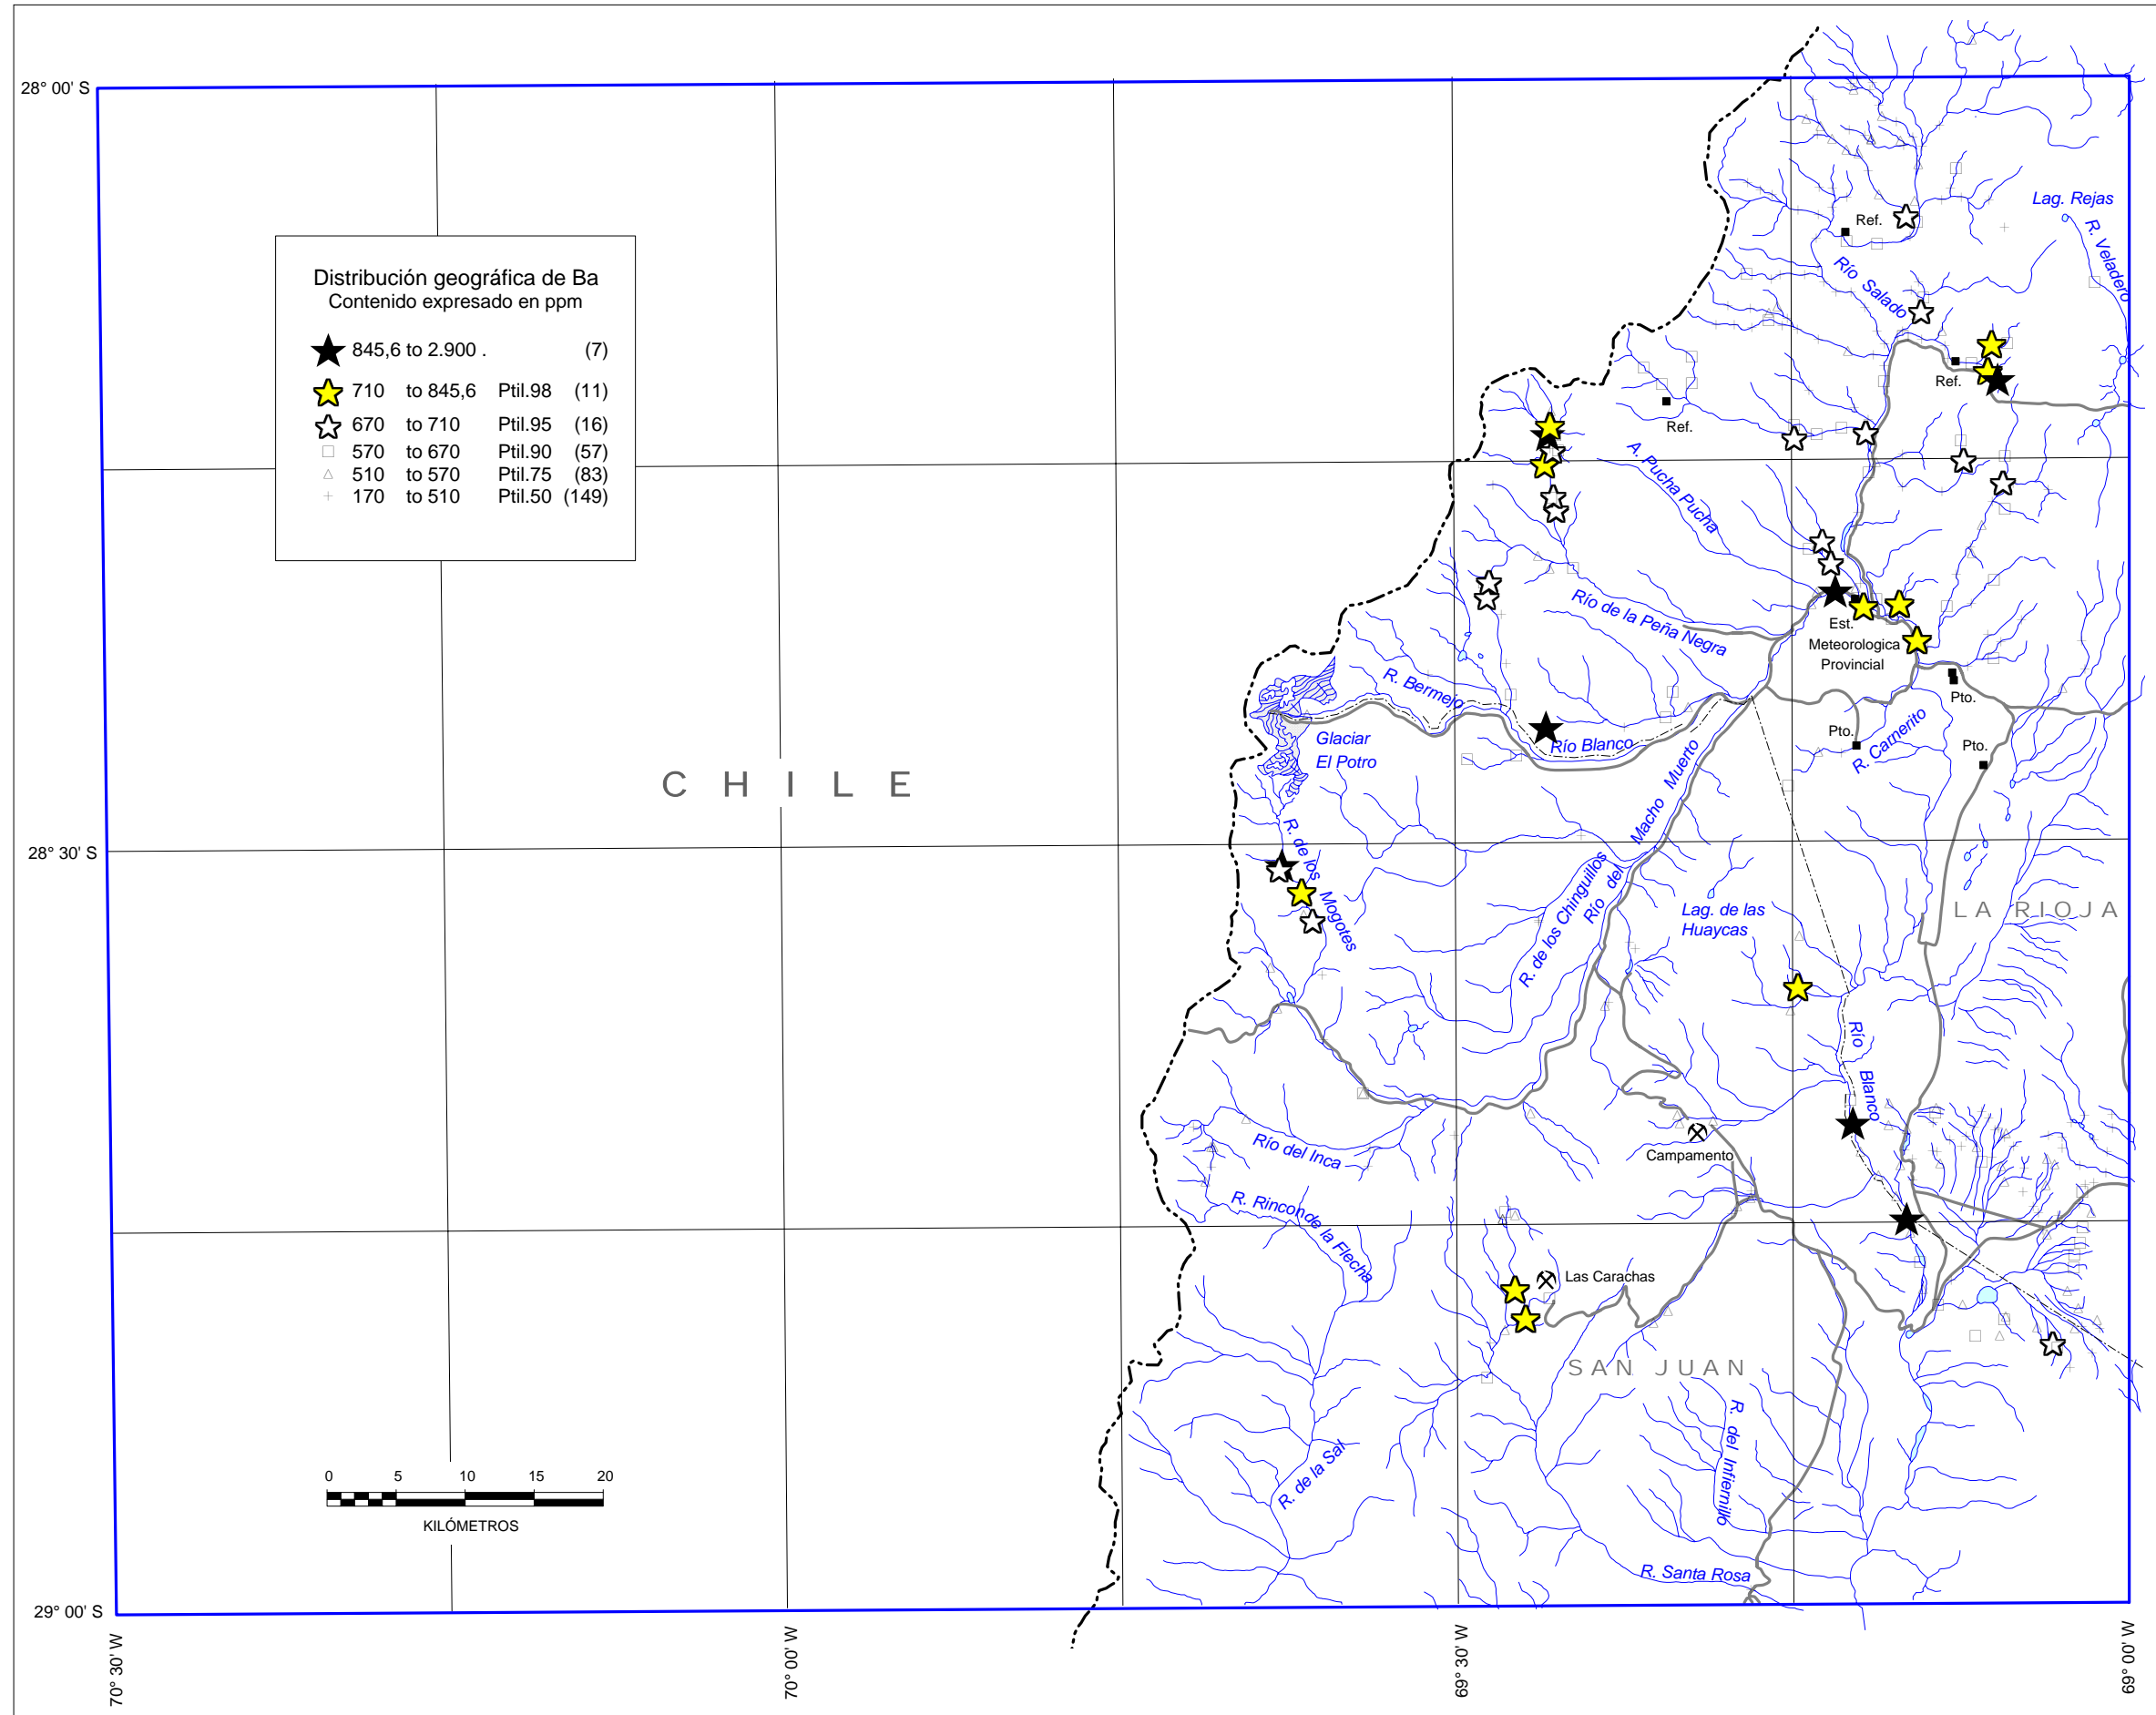 28° 00' S
Distribución geográfica de Ba
Contenido expresado en ppm
845,6 to 2.900 . (7)
710 to 845,6 Ptil.98 (11)
670 to 710 Ptil.95 (16)
570 to 670 Ptil.90 (57)
510 to 570 Ptil.75 (83)
170 to 510 Ptil.50 (149)
Lag. Rejas
R. Veladero
Ref.
Río Salado
Ref.
Ref.
A. Pucha Pucha
Río de la Peña Negra
Est.
Meteorologica
Provincial
R. Bermejo
Pto.
Pto.
R. Carnerito
Pto.
Glaciar
El Potro
Río Blanco
CHILE
Río del Macho Muerto
28° 30' S
R. de los Mogotes
R. de los Chinguillos
Lag. de las
Huaycas
LA RIOJA
Río Blanco
Río del Inca
Campamento
R. Rincon de la Flecha
Las Carachas
SAN JUAN
R. de la Sal
R. del Infiernillo
0 5 10 15 20
KILÓMETROS
R. Santa Rosa
29° 00' S
70° 30' W
70° 00' W
69° 30' W
69° 00' W